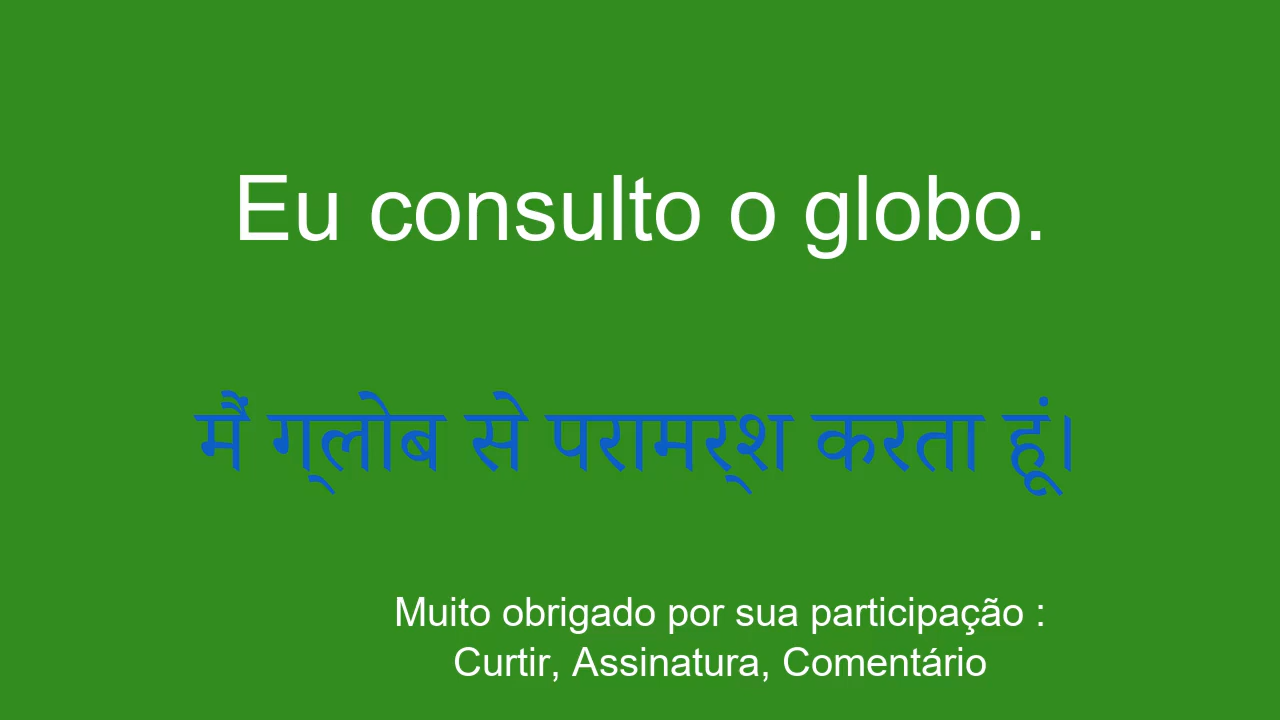 Eu consulto o globo.
मैं ग्लोब से परामर्श करता हूं।
Muito obrigado por sua participação :
Curtir, Assinatura, Comentário